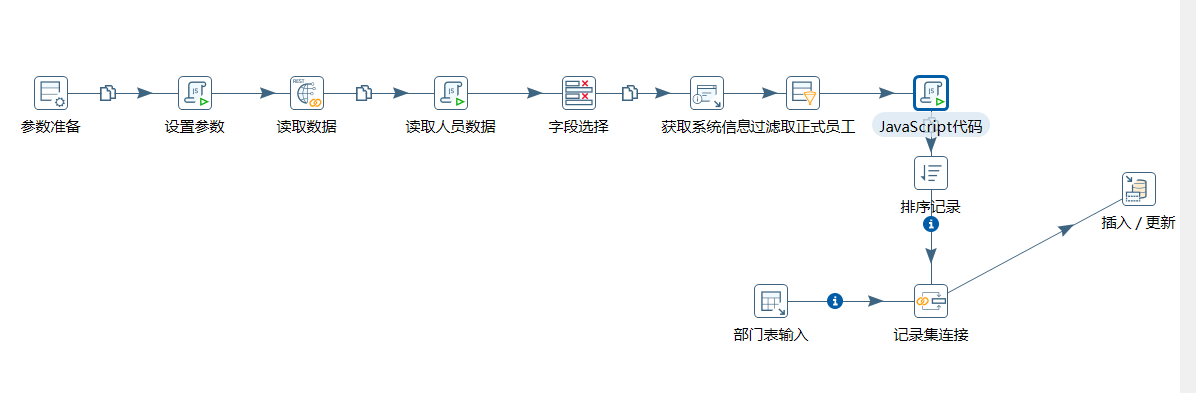 参数准备
设置参数
REST
读取数据
读取人员数据
字段选择
获取系统信息
过滤取正式员工
JavaScript代码
排序记录
插入 / 更新
部门表输入
记录集连接